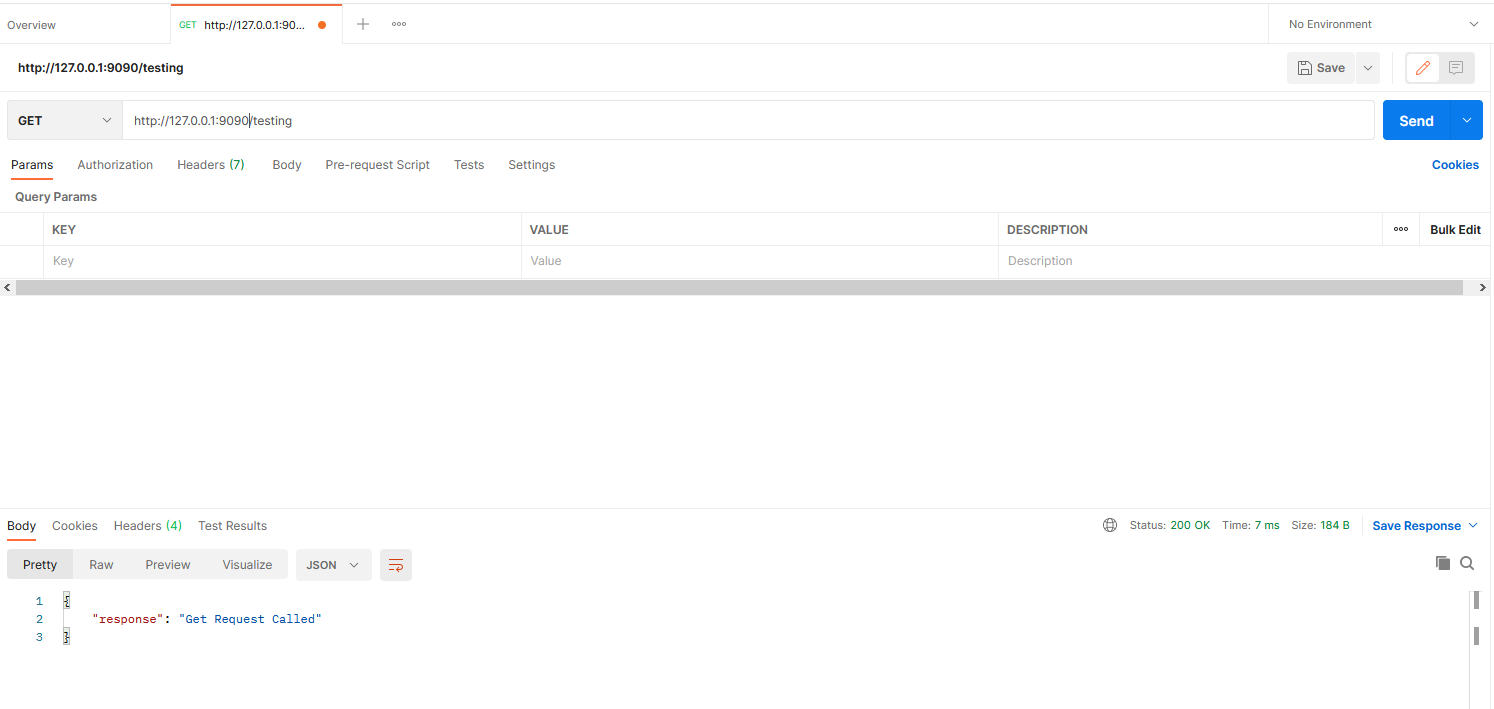 Overview GET http://127.0.0.1:90... No Environment
http://127.0.0.1:9090/testing Save
GET http://127.0.0.1:9090/testing Send
Params Authorization Headers (7) Body Pre-request Script Tests Settings Cookies
Query Params
KEY VALUE DESCRIPTION Bulk Edit
Key Value Description
Body Cookies Headers (4) Test Results Status: 200 OK Time: 7 ms Size: 184 B Save Response
Pretty Raw Preview Visualize JSON
1 {
2 "response": "Get Request Called"
3 }